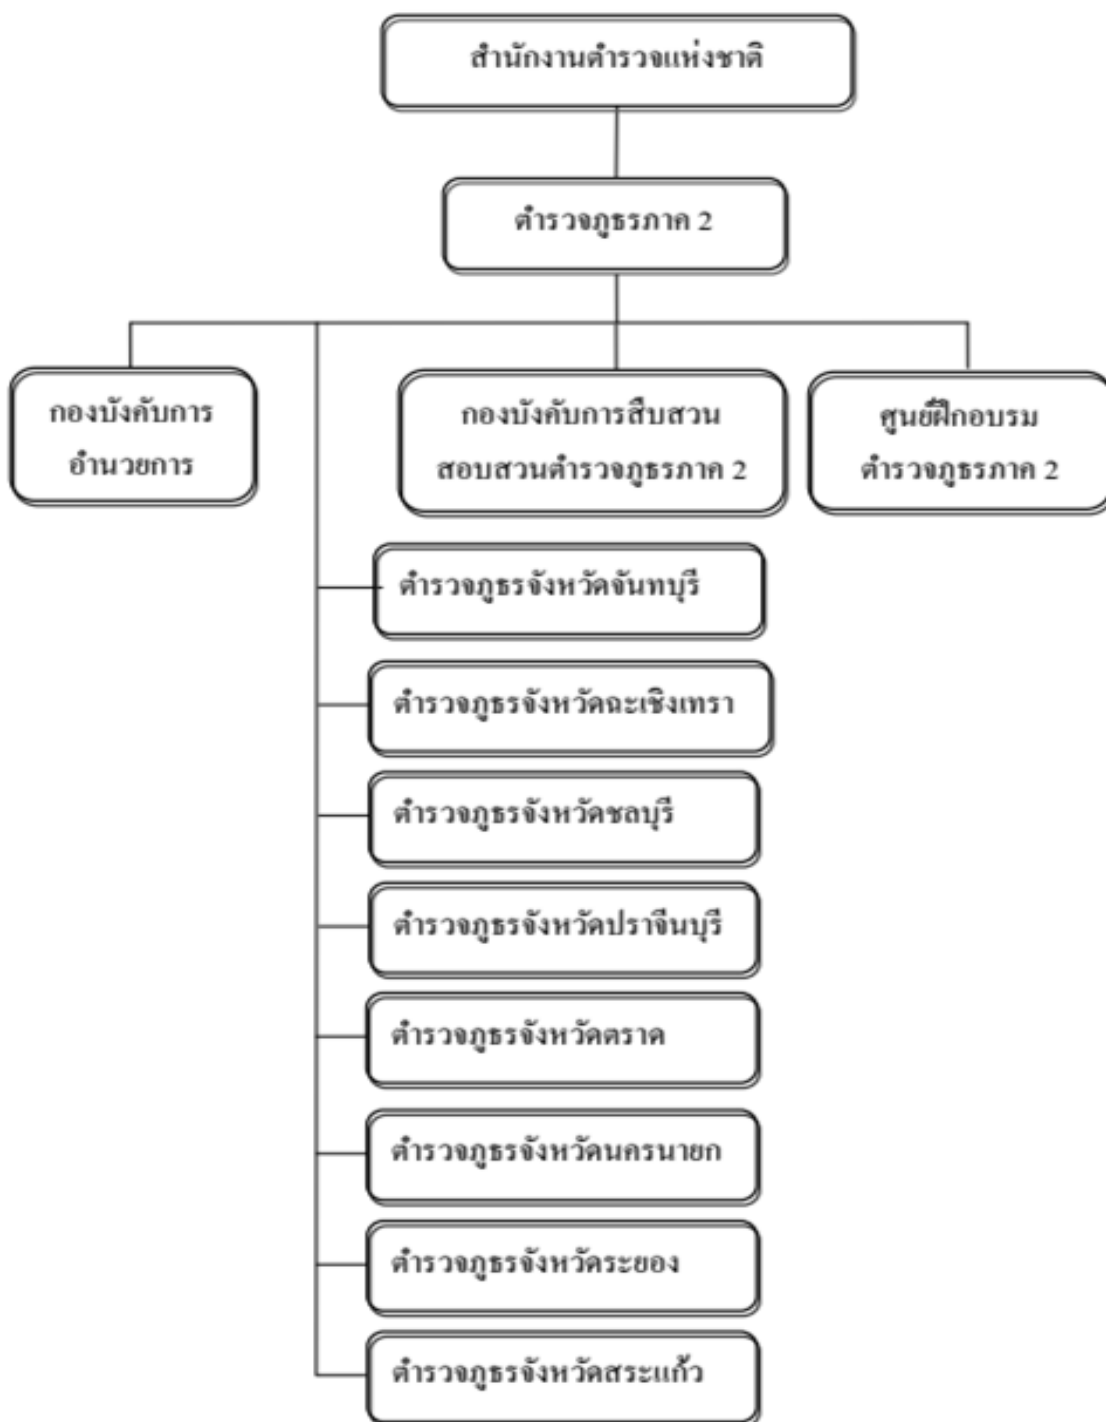 สำนักงานตำรวจแห่งชาติ
ตำรวจภูธรภาค 2
กองบังคับการ
อำนวยการ
กองบังคับการสืบสวน
สอบสวนตำรวจภูธรภาค 2
ศูนย์ฝึกอบรม
ตำรวจภูธรภาค 2
ตำรวจภูธรจังหวัดจันทบุรี
ตำรวจภูธรจังหวัดฉะเชิงเทรา
ตำรวจภูธรจังหวัดชลบุรี
ตำรวจภูธรจังหวัดปราจีนบุรี
ตำรวจภูธรจังหวัดตราด
ตำรวจภูธรจังหวัดนครนายก
ตำรวจภูธรจังหวัดระยอง
ตำรวจภูธรจังหวัดสระแก้ว